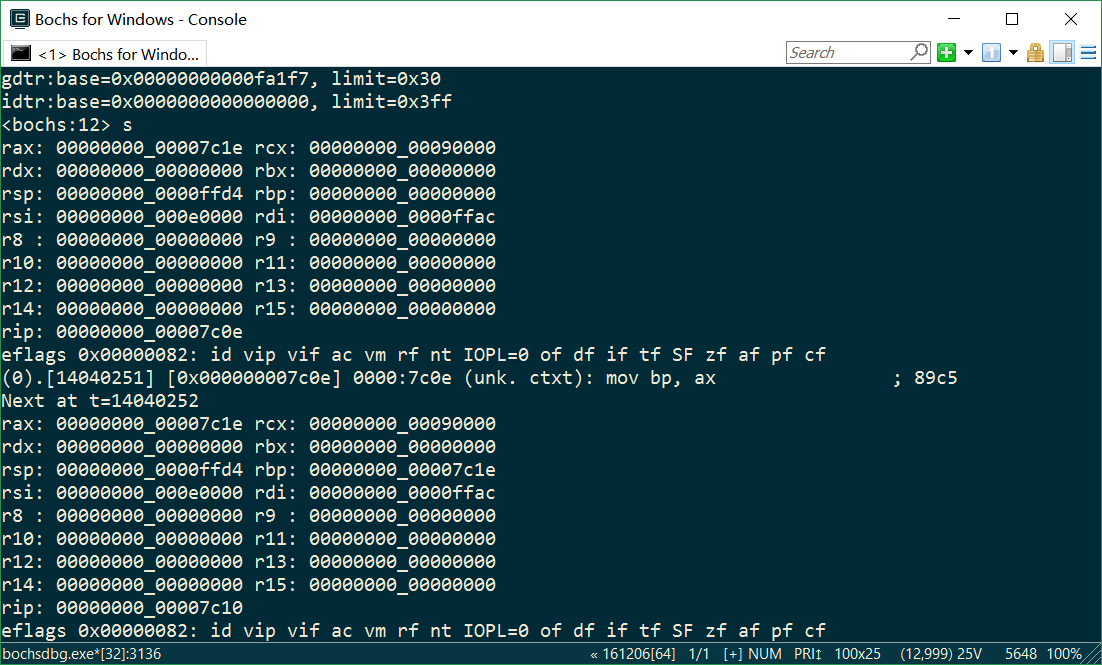 Bochs for Windows - Console
<1> Bochs for Windo...
Search
gdtr:base=0x00000000000fa1f7, limit=0x30
idtr:base=0x0000000000000000, limit=0x3ff
<bochs:12> s
rax: 00000000_00007c1e rcx: 00000000_00090000
rdx: 00000000_00000000 rbx: 00000000_00000000
rsp: 00000000_0000ffd4 rbp: 00000000_00000000
rsi: 00000000_000e0000 rdi: 00000000_0000ffac
r8 : 00000000_00000000 r9 : 00000000_00000000
r10: 00000000_00000000 r11: 00000000_00000000
r12: 00000000_00000000 r13: 00000000_00000000
r14: 00000000_00000000 r15: 00000000_00000000
rip: 00000000_00007c0e
eflags 0x00000082: id vip vif ac vm rf nt IOPL=0 of df if tf SF zf af pf cf
(0).[14040251] [0x000000007c0e] 0000:7c0e (unk. ctxt): mov bp, ax ; 89c5
Next at t=14040252
rax: 00000000_00007c1e rcx: 00000000_00090000
rdx: 00000000_00000000 rbx: 00000000_00000000
rsp: 00000000_0000ffd4 rbp: 00000000_00007c1e
rsi: 00000000_000e0000 rdi: 00000000_0000ffac
r8 : 00000000_00000000 r9 : 00000000_00000000
r10: 00000000_00000000 r11: 00000000_00000000
r12: 00000000_00000000 r13: 00000000_00000000
r14: 00000000_00000000 r15: 00000000_00000000
rip: 00000000_00007c10
eflags 0x00000082: id vip vif ac vm rf nt IOPL=0 of df if tf SF zf af pf cf
bochsdbg.exe*[32]:3136 « 161206[64] 1/1 [+] NUM PRI↕ 100x25 (12,999) 25V 5648 100%